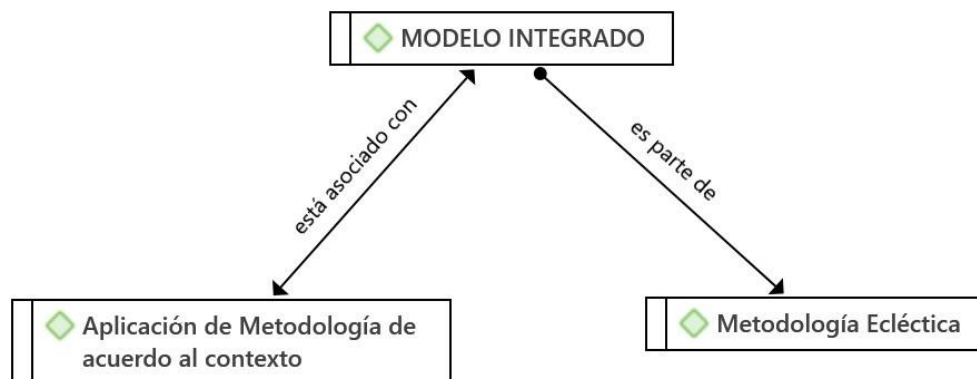 MODELO INTEGRADO
está asociado con
es parte de
Aplicación de Metodología de
acuerdo al contexto
Metodología Ecléctica